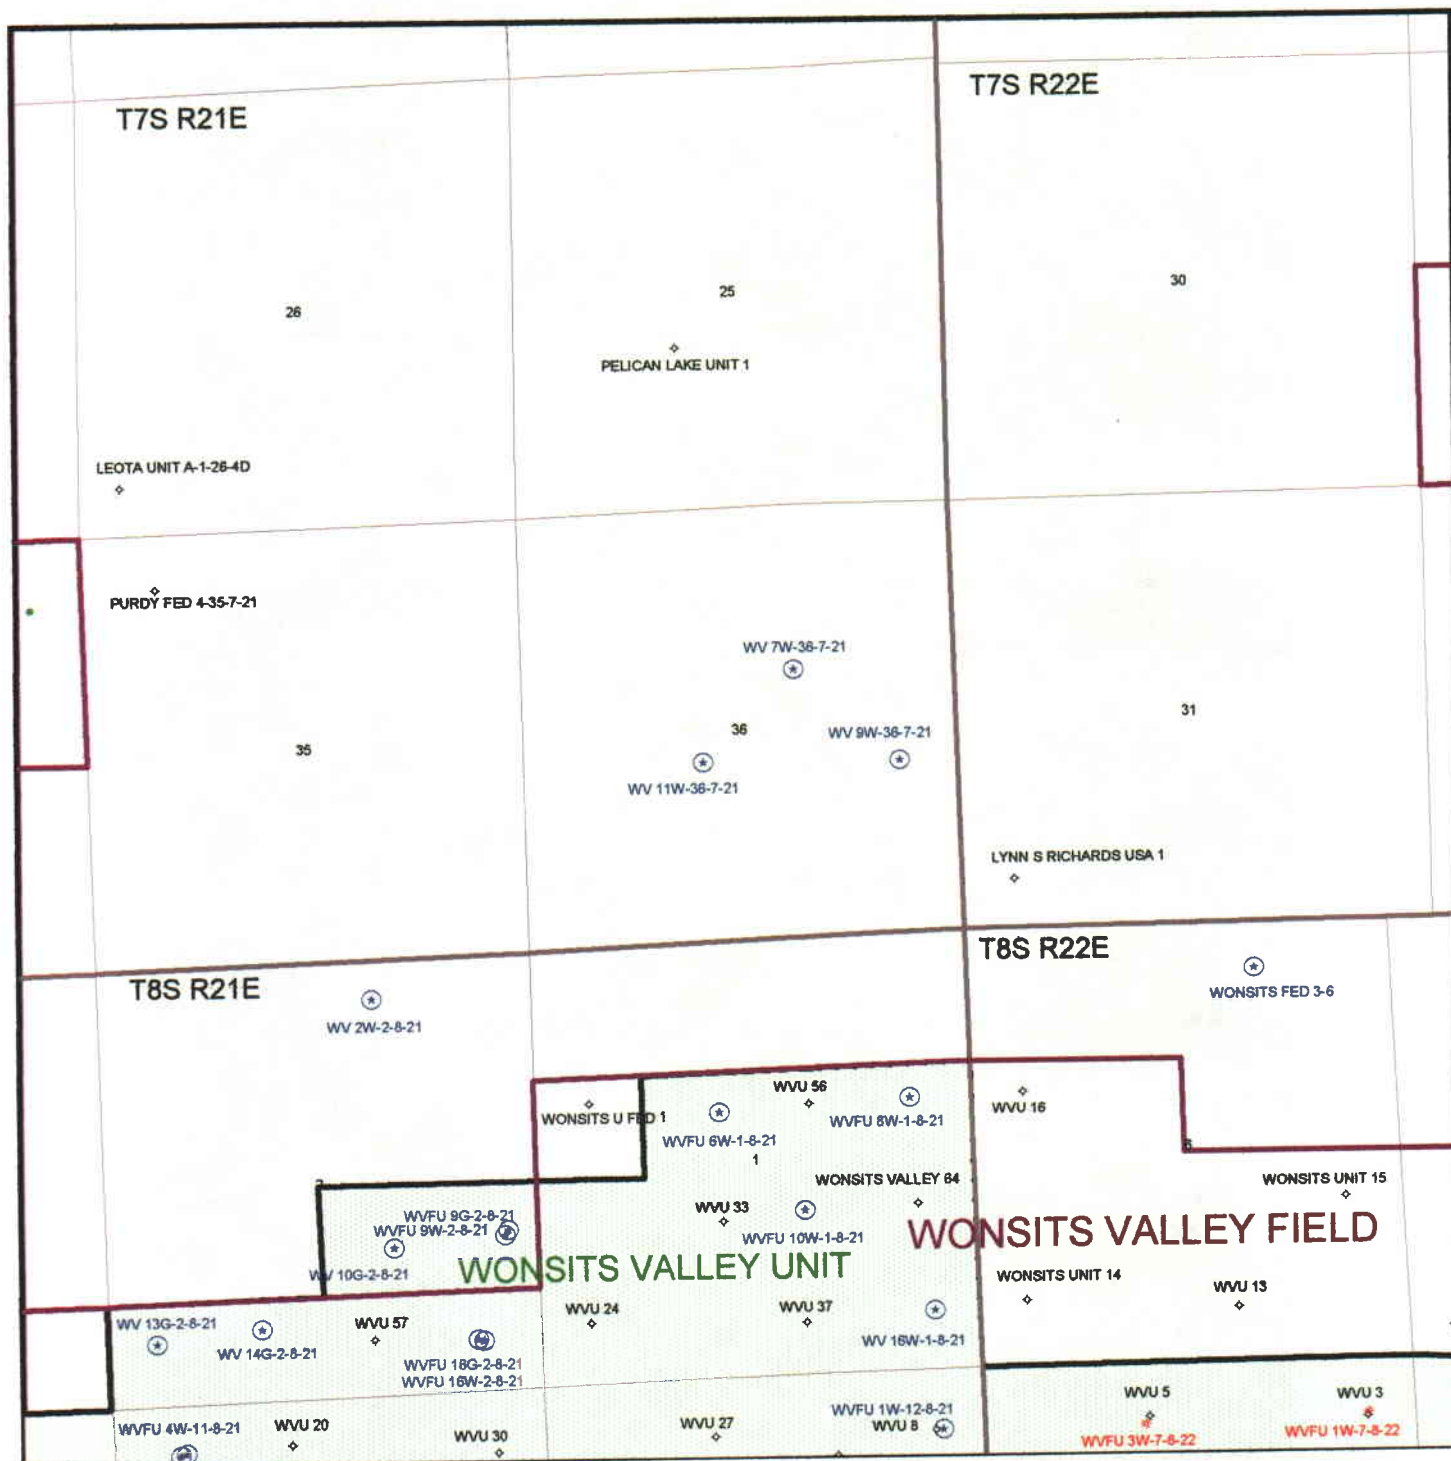 T7S R21E
T7S R22E
26
25
30
PELICAN LAKE UNIT 1
LEOTA UNIT A-1-26-4D
PURDY FED 4-35-7-21
WV 7W-36-7-21
36
WV 9W-36-7-21
31
35
WV 11W-36-7-21
LYNN S RICHARDS USA 1
T8S R21E
T8S R22E
WV 2W-2-8-21
WONSITS FED 3-6
WVU 56
WONSITS U FED 1
WVFU 6W-1-8-21
WVFU 8W-1-8-21
WVU 16
1
6
2
WONSITS VALLEY 64
WONSITS UNIT 15
WVFU 9G-2-8-21
WVFU 9W-2-8-21
WVU 33
WVFU 10W-1-8-21
WONSITS VALLEY FIELD
WV 10G-2-8-21
WONSITS VALLEY UNIT
WONSITS UNIT 14
WVU 13
WV 13G-2-8-21
WV 14G-2-8-21
WVU 57
WVU 24
WVU 37
WV 16W-1-8-21
WVFU 16G-2-8-21
WVFU 16W-2-8-21
WVU 5
WVU 3
WVFU 4W-11-8-21
WVU 20
WVU 30
WVU 27
WVFU 1W-12-8-21
WVU 8
WVFU 3W-7-8-22
WVFU 1W-7-8-22